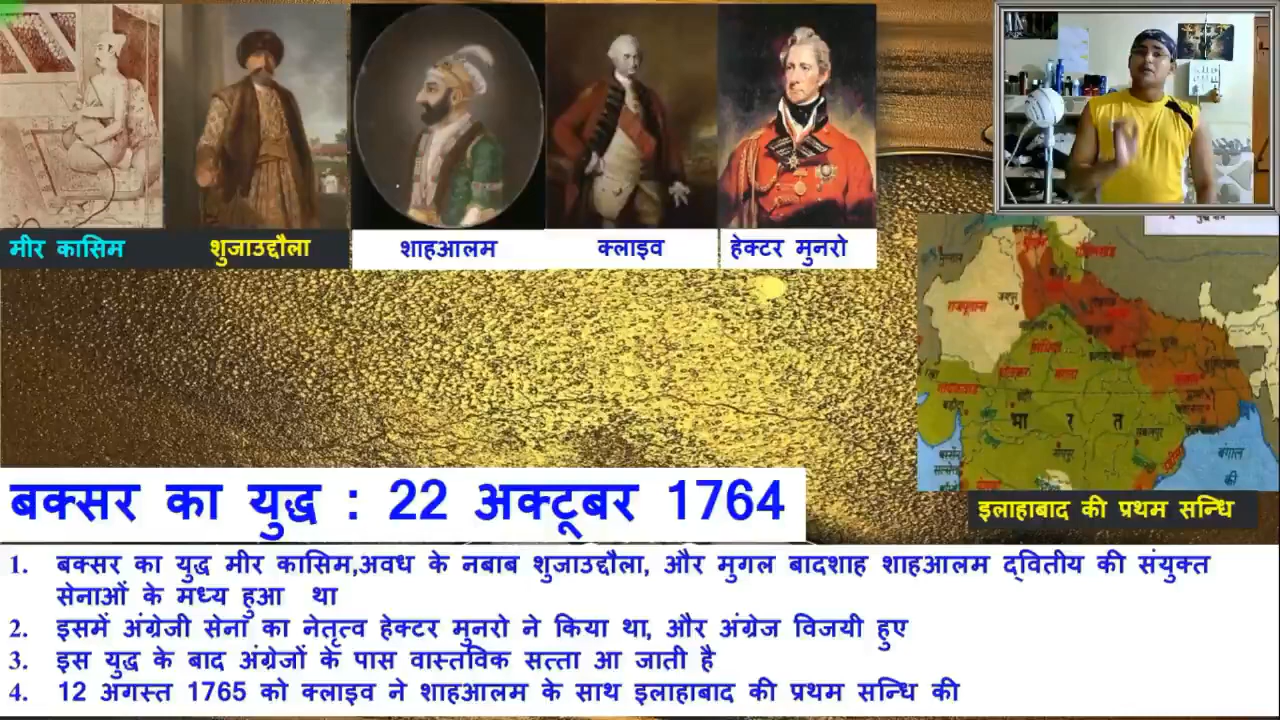 मीर कासिम
शुजाउद्दौला
शाहआलम
क्लाइव
हेक्टर मुनरो
राजपूताना
भा र त
बंगाल
की
इलाहाबाद की प्रथम सन्धि
बक्सर का युद्ध : 22 अक्टूबर 1764
1. बक्सर का युद्ध मीर कासिम,अवध के नबाब शुजाउद्दौला, और मुगल बादशाह शाहआलम द्वितीय की संयुक्त
सेनाओं के मध्य हुआ था
2. इसमें अंग्रेजी सेना का नेतृत्व हेक्टर मुनरो ने किया था, और अंग्रेज विजयी हुए
3. इस युद्ध के बाद अंग्रेजों के पास वास्तविक सत्ता आ जाती है
4. 12 अगस्त 1765 को क्लाइव ने शाहआलम के साथ इलाहाबाद की प्रथम सन्धि की